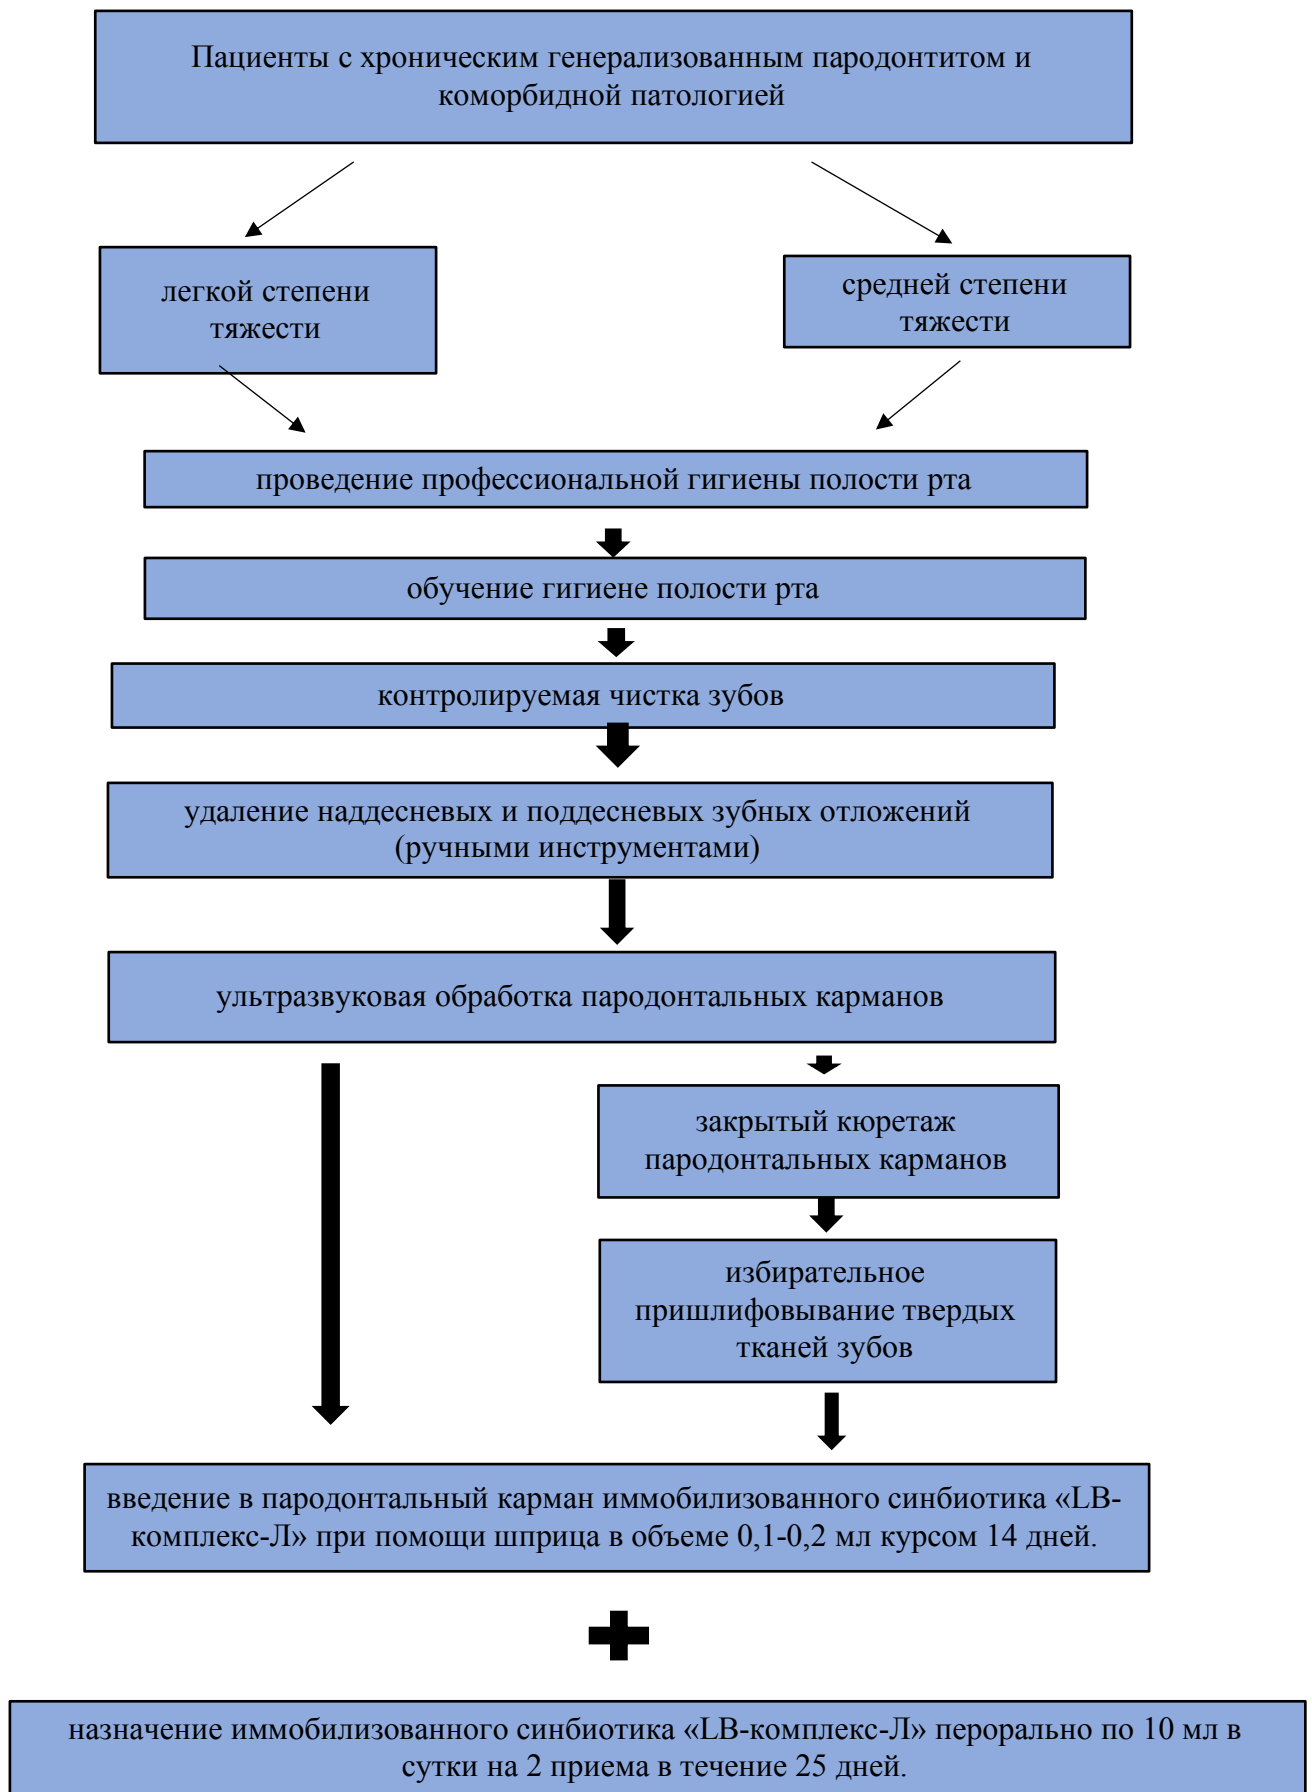 Пациенты с хроническим генерализованным пародонтитом и
коморбидной патологией
легкой степени
тяжести
средней степени
тяжести
проведение профессиональной гигиены полости рта
обучение гигиене полости рта
контролируемая чистка зубов
удаление наддесневых и поддесневых зубных отложений
(ручными инструментами)
ультразвуковая обработка пародонтальных карманов
закрытый кюретаж
пародонтальных карманов
избирательное
пришлифовывание твердых
тканей зубов
введение в пародонтальный карман иммобилизованного синбиотика «LB-
комплекс-Л» при помощи шприца в объеме 0,1-0,2 мл курсом 14 дней.
назначение иммобилизованного синбиотика «LB-комплекс-Л» перорально по 10 мл в
сутки на 2 приема в течение 25 дней.